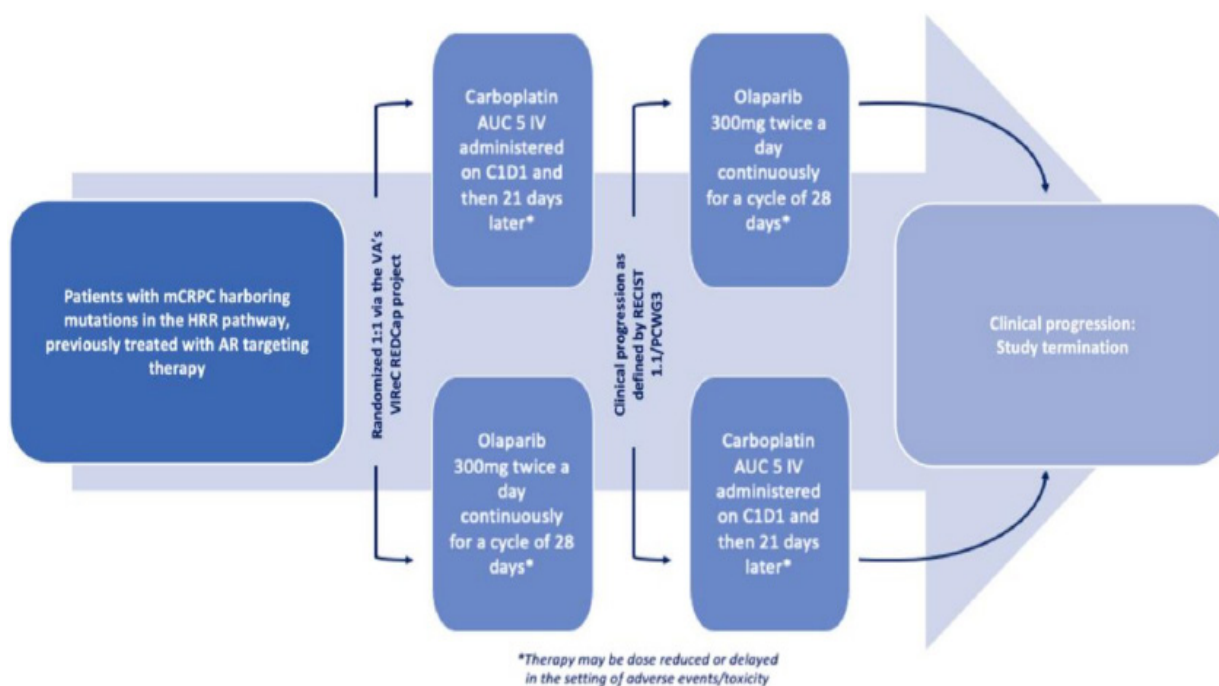 Patients with mCRPC harboring
mutations in the HRR pathway,
previously treated with AR targeting
therapy
Randomized 1:1 via the VA's
VIReC REDCap project
Carboplatin
AUC 5 IV
administered
on C1D1 and
then 21 days
later*
Olaparib
300mg twice a
day
continuously
for a cycle of 28
days*
Clinical progression as
defined by RECIST
1.1/PCWG3
Olaparib
300mg twice a
day
continuously
for a cycle of 28
days*
Carboplatin
AUC 5 IV
administered
on C1D1 and
then 21 days
later*
Clinical progression:
Study termination
*Therapy may be dose reduced or delayed
in the setting of adverse events/toxicity